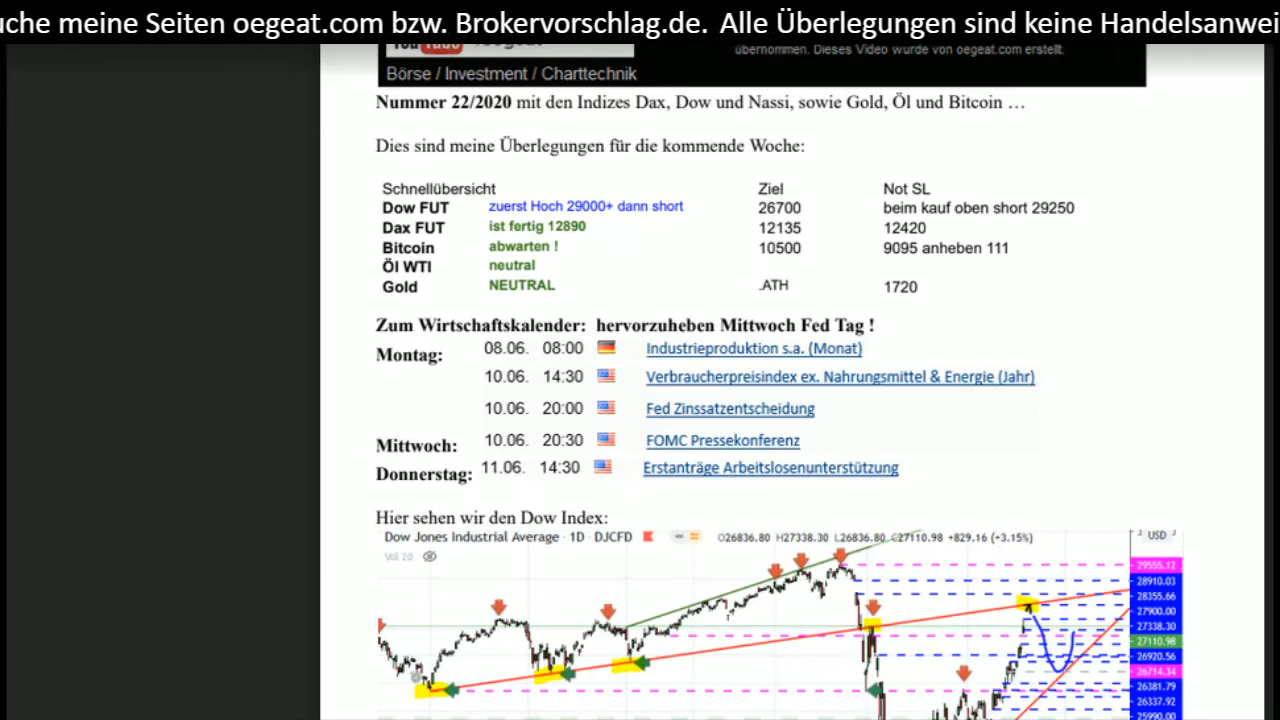 uche meine Seiten oegeat.com bzw. Brokervorschlag.de. Alle Überlegungen sind keine Handelsanwei
You Tube
übernommen. Dieses Video wurde von oegeat.com erstellt.
Börse / Investment / Charttechnik
Nummer 22/2020 mit den Indizes Dax, Dow und Nassi, sowie Gold, Öl und Bitcoin …
Dies sind meine Überlegungen für die kommende Woche:
Schnellübersicht Ziel Not SL
Dow FUT zuerst Hoch 29000+ dann short 26700 beim kauf oben short 29250
Dax FUT ist fertig 12890 12135 12420
Bitcoin abwarten ! 10500 9095 anheben 111
Öl WTI neutral
Gold NEUTRAL .ATH 1720
Zum Wirtschaftskalender: hervorzuheben Mittwoch Fed Tag !
Montag: 08.06. 08:00 Industrieproduktion s.a. (Monat)
10.06. 14:30 Verbraucherpreisindex ex. Nahrungsmittel & Energie (Jahr)
10.06. 20:00 Fed Zinssatzentscheidung
Mittwoch: 10.06. 20:30 FOMC Pressekonferenz
Donnerstag: 11.06. 14:30 Erstanträge Arbeitslosenunterstützung
Hier sehen wir den Dow Index:
Dow Jones Industrial Average · 1D · DJCFD O26836.80 H27338.30 L26836.80 C27110.98 +829.16 (+3.15%) USD
Vol 20
29555.12
28910.03
28355.66
27900.00
27338.30
27110.98
26920.56
26714.34
26381.79
26337.92
25990.00